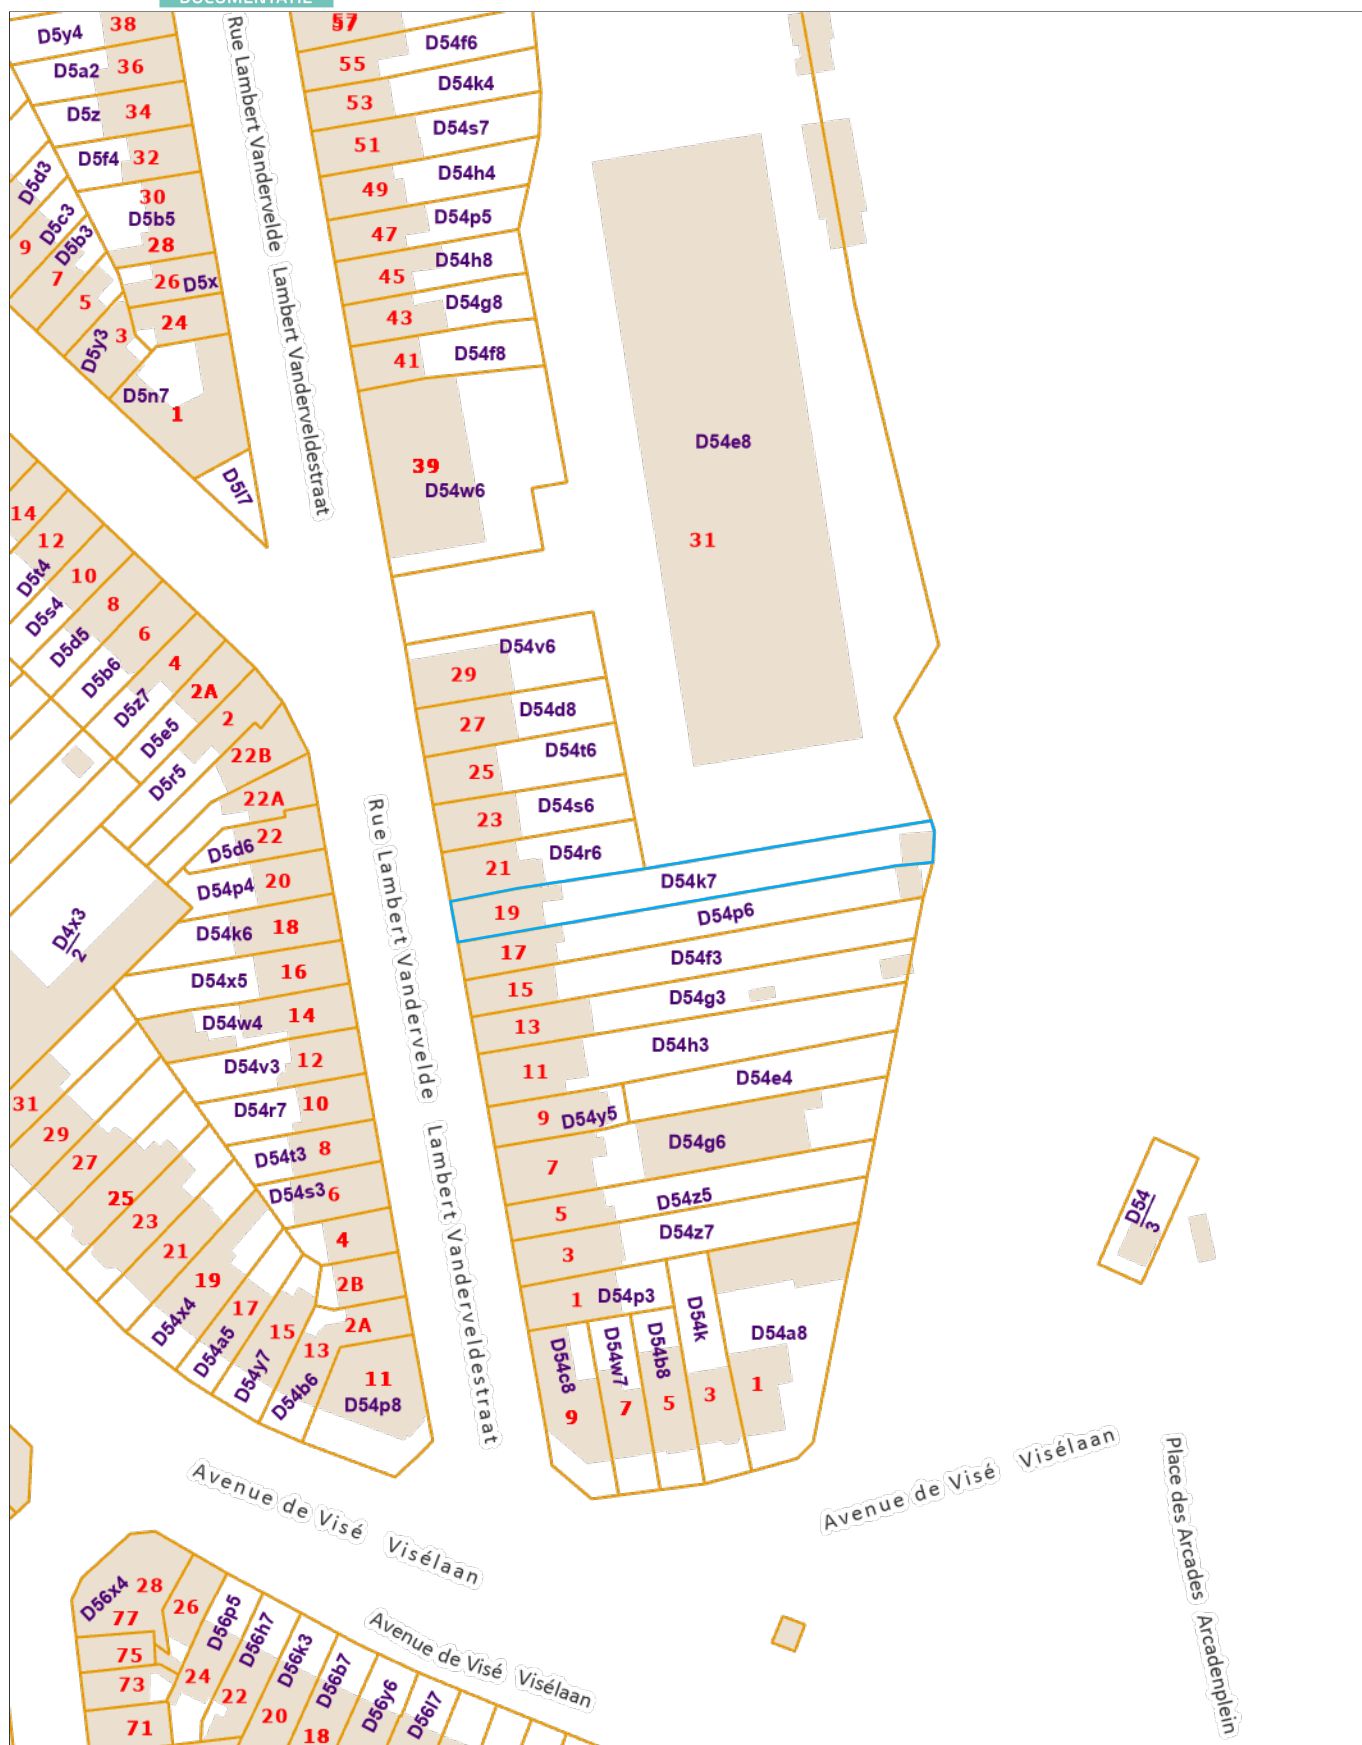 DOCUMENTATIE
D5y4 38
D5a2 36
D5z 34
D5f4 32
30
D5b5
28
26 D5x
24
D5d3
D5c3
D5b3
9
7
5
3
D5y3
D5n7
1
D5l7
Rue Lambert Vandervelde Lambert Vanderveldestraat
57
D54f6
55
D54k4
53
D54s7
51
D54h4
49
D54p5
47
D54h8
45
D54g8
43
D54f8
41
39
D54w6
D54e8
31
14
12
D5t4
10
D5s4
8
D5d5
6
D5b6
4
D5z7
2A
D5e5
2
D5r5
22B
22A
D5d6 22
D54p4 20
D54k6 18
D54x5 16
D54w4 14
D54v3 12
D54r7 10
D54t3 8
D54s3 6
4
2B
2A
11
D54p8
D4x3
2
31
29
27
25
23
21
19
D54x4
17
D54a5
15
D54y7
13
D54b6
Rue Lambert Vandervelde Lambert Vanderveldestraat
D54v6
29
D54d8
27
D54t6
25
D54s6
23
D54r6
21
D54k7
19
D54p6
17
D54f3
15
D54g3
13
D54h3
11
D54e4
9 D54y5
D54g6
7
D54z5
5
D54z7
3
1 D54p3
D54k
D54a8
D54c8
D54w7
D54b8
9
7
5
3
1
D54
3
Avenue de Visé Visélaan
Avenue de Visé Visélaan
Place des Arcades Arcadenplein
Avenue de Visé Visélaan
D56x4
28
77
26
D56p5
75
D56h7
73
24
D56k3
22
D56b7
71
20
D56y6
18
D56l7